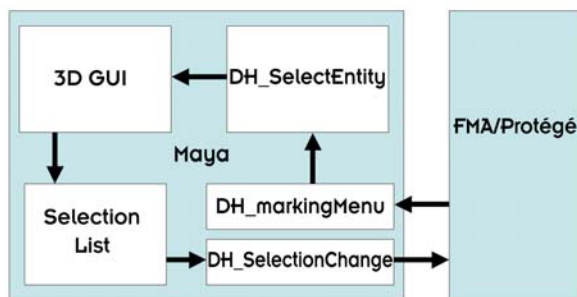 3D GUI
DH_SelectEntity
FMA/Protégé
Maya
Selection
List
DH_markingMenu
DH_SelectionChange